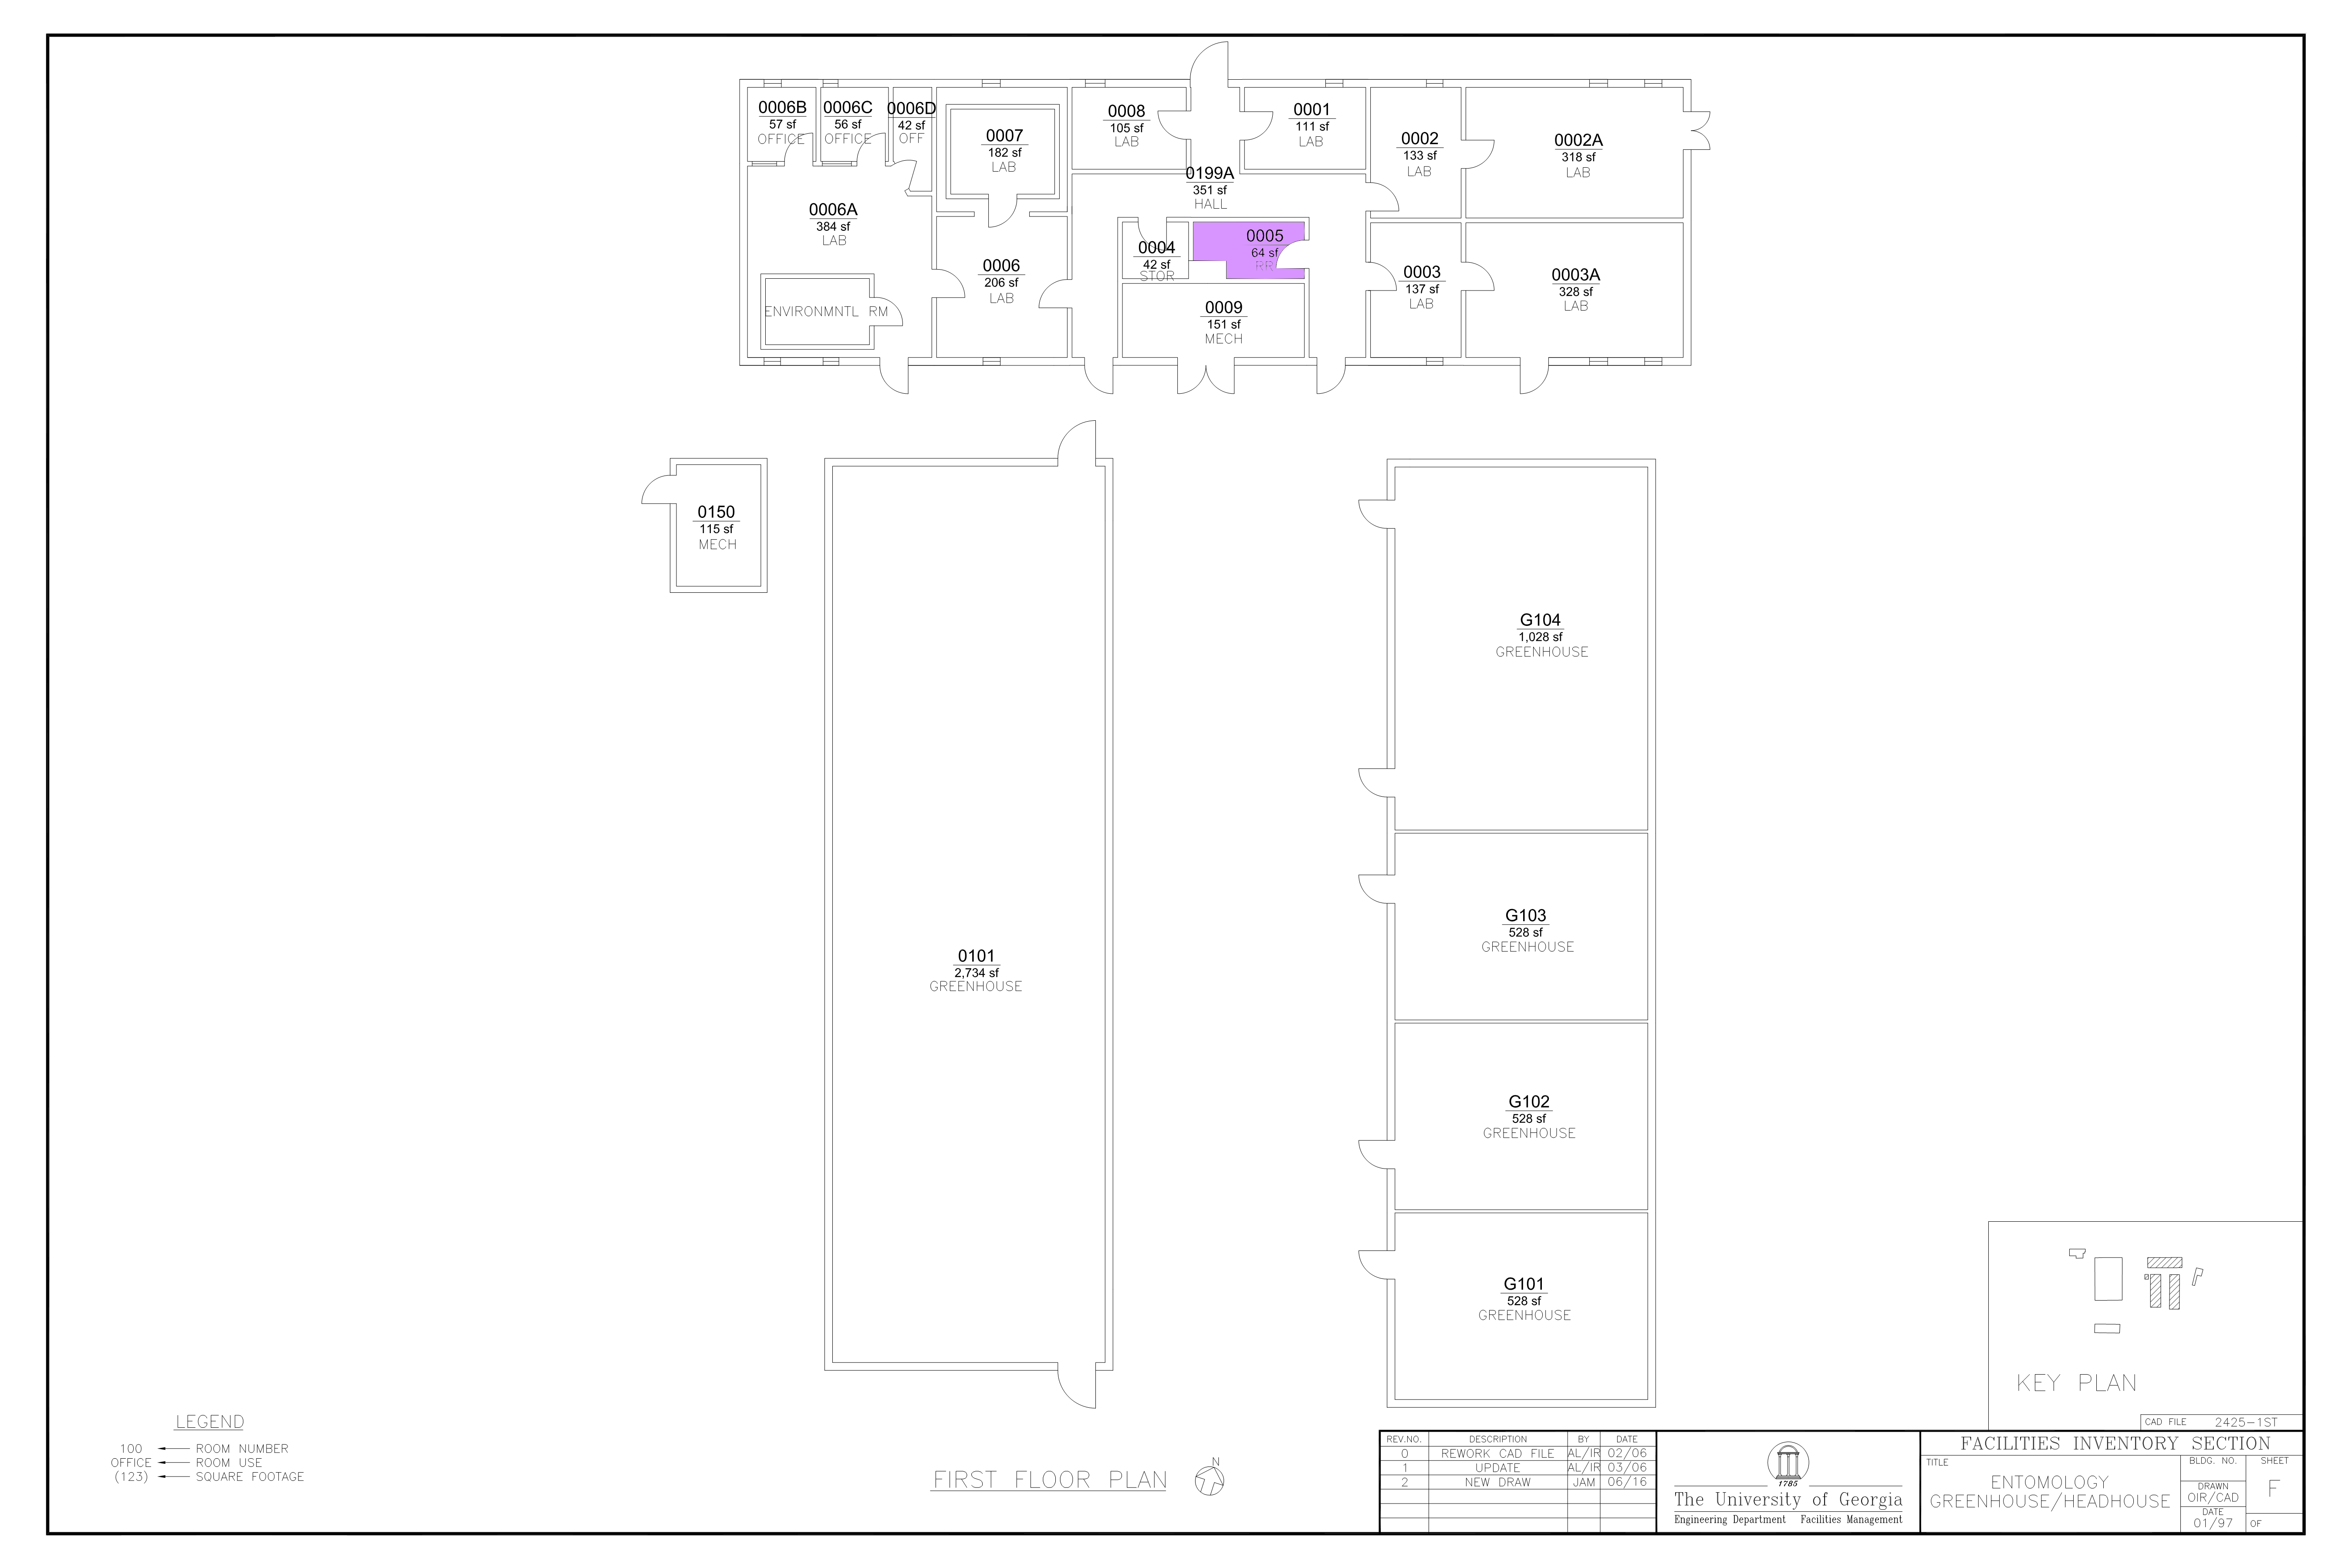 0006B
57 sf
OFFICE
0006C
56 sf
OFFICE
0006D
42 sf
OFF
0007
182 sf
LAB
0008
105 sf
LAB
0001
111 sf
LAB
0002
133 sf
LAB
0002A
318 sf
LAB
0199A
351 sf
HALL
0006A
384 sf
LAB
ENVIRONMNTL RM
0006
206 sf
LAB
0004
42 sf
STOR
0005
64 sf
RR
0009
151 sf
MECH
0003
137 sf
LAB
0003A
328 sf
LAB
0150
115 sf
MECH
0101
2,734 sf
GREENHOUSE
G104
1,028 sf
GREENHOUSE
G103
528 sf
GREENHOUSE
G102
528 sf
GREENHOUSE
G101
528 sf
GREENHOUSE
KEY PLAN
CAD FILE 2425-1ST
LEGEND
100 ROOM NUMBER
OFFICE ROOM USE
(123) SQUARE FOOTAGE
FIRST FLOOR PLAN
N
REV.NO. DESCRIPTION BY DATE
0 REWORK CAD FILE AL/IR 02/06
1 UPDATE AL/IR 03/06
2 NEW DRAW JAM 06/16
1785
The University of Georgia
Engineering Department Facilities Management
FACILITIES INVENTORY SECTION
TITLE
ENTOMOLOGY
GREENHOUSE/HEADHOUSE
BLDG. NO.
DRAWN
OIR/CAD
DATE
01/97
SHEET
F
OF